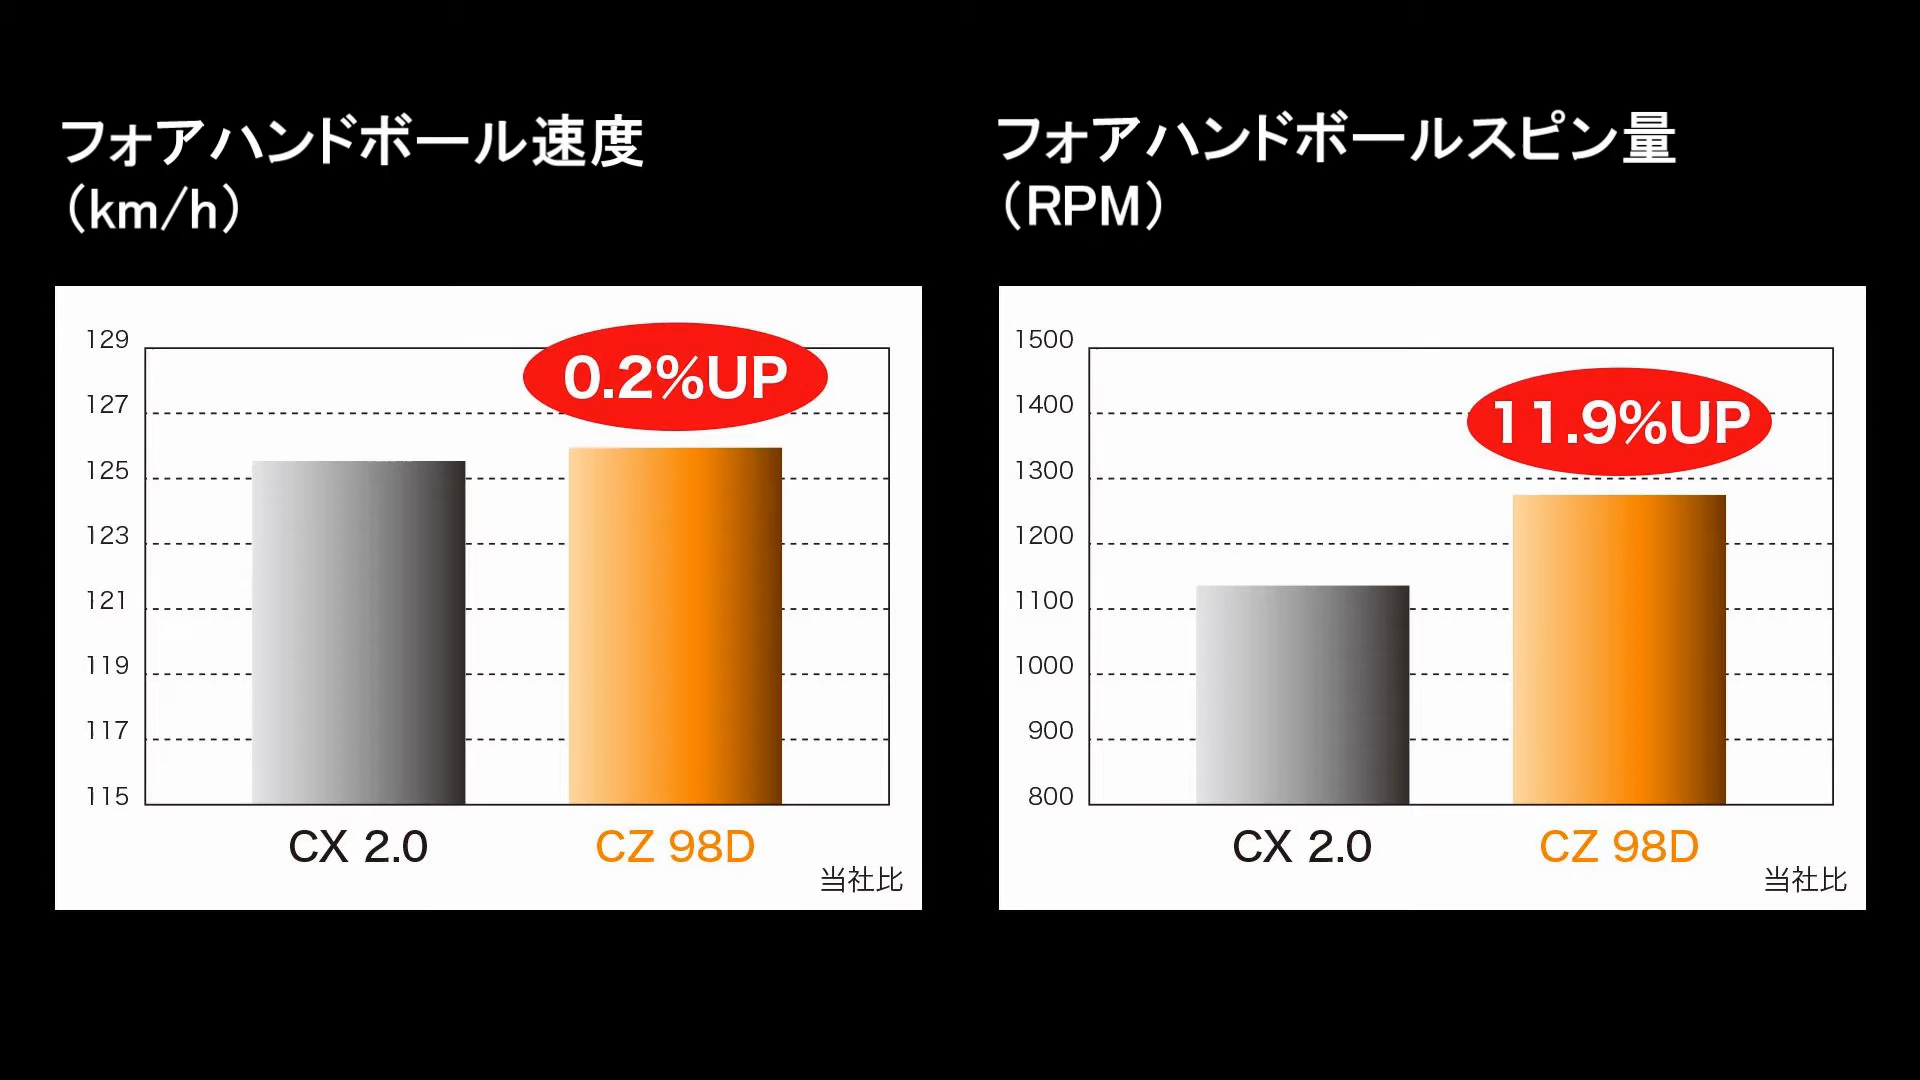 フォアハンドボール速度
（km/h）
129
127
125
123
121
119
117
115
0.2%UP
CX 2.0
CZ 98D
当社比
フォアハンドボールスピン量
（RPM）
1500
1400
1300
1200
1100
1000
900
800
11.9%UP
CX 2.0
CZ 98D
当社比